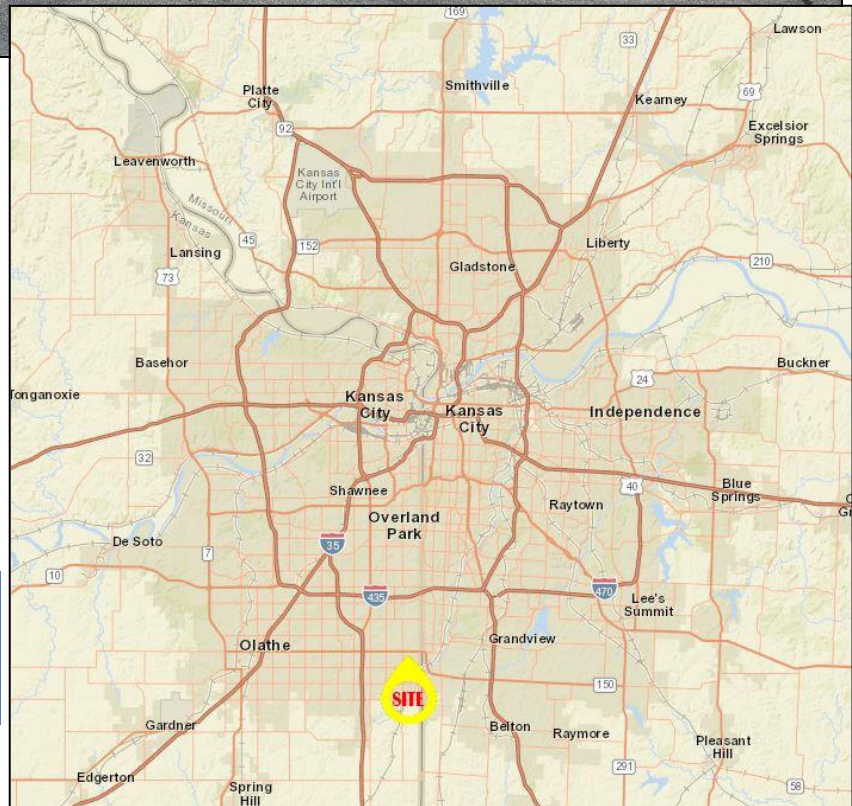 169
Lawson
33
Platte
City
Smithville
69
Kearney
92
Excelsior
Springs
Leavenworth
Kansas
City Int'l
Airport
Missouri
Kansas
Lansing
45
152
Liberty
Gladstone
210
73
Basehor
Buckner
24
Tonganoxie
Kansas
City
Kansas
City
Independence
32
40
Blue
Springs
Shawnee
Raytown
Overland
Park
De Soto
35
7
10
435
470
Lee's
Summit
Olathe
Grandview
SITE
150
Gardner
Belton
Raymore
Pleasant
Hill
291
Edgerton
Spring
Hill
58